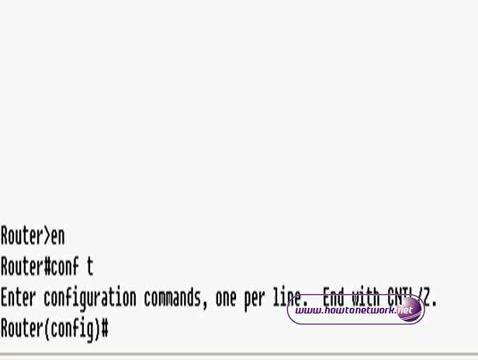 Router>en
Router#conf t
Enter configuration commands, one per line.  End with CNTL/Z.
Router(config)#
www.howtonetwork.net